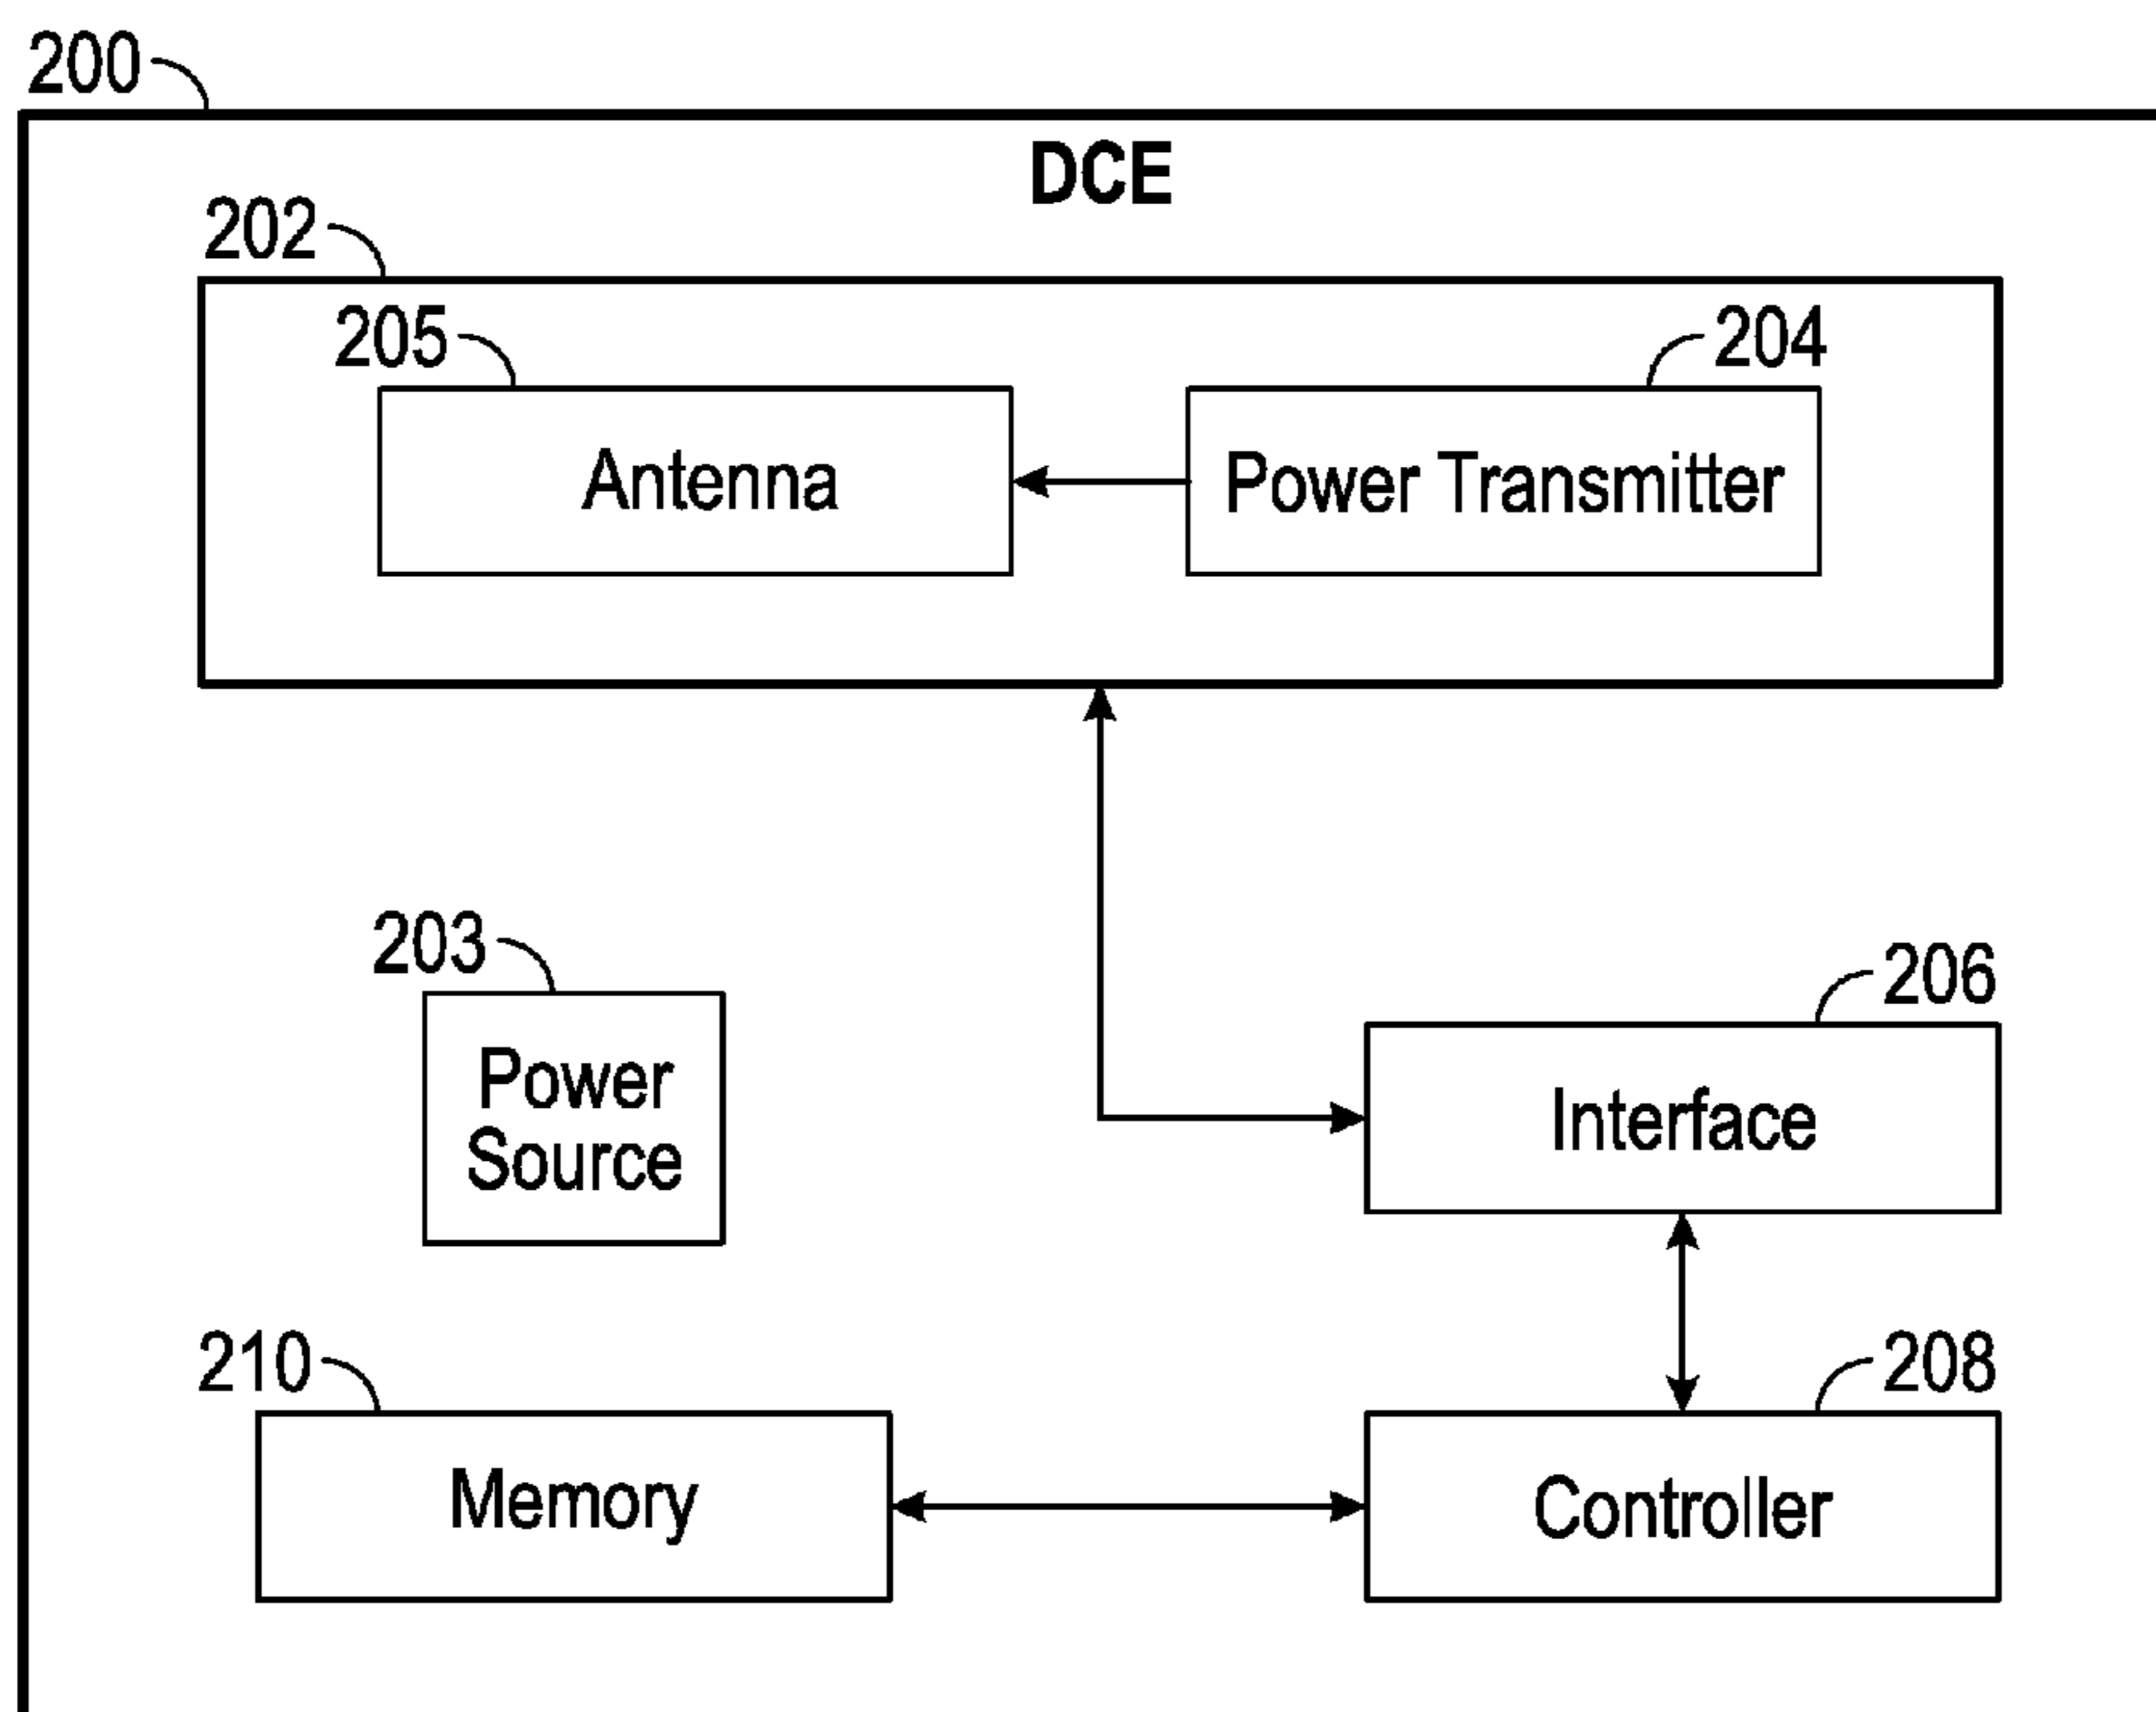 200
DCE
202
205
204
Antenna
Power Transmitter
203
206
Power
Source
Interface
210
208
Memory
Controller